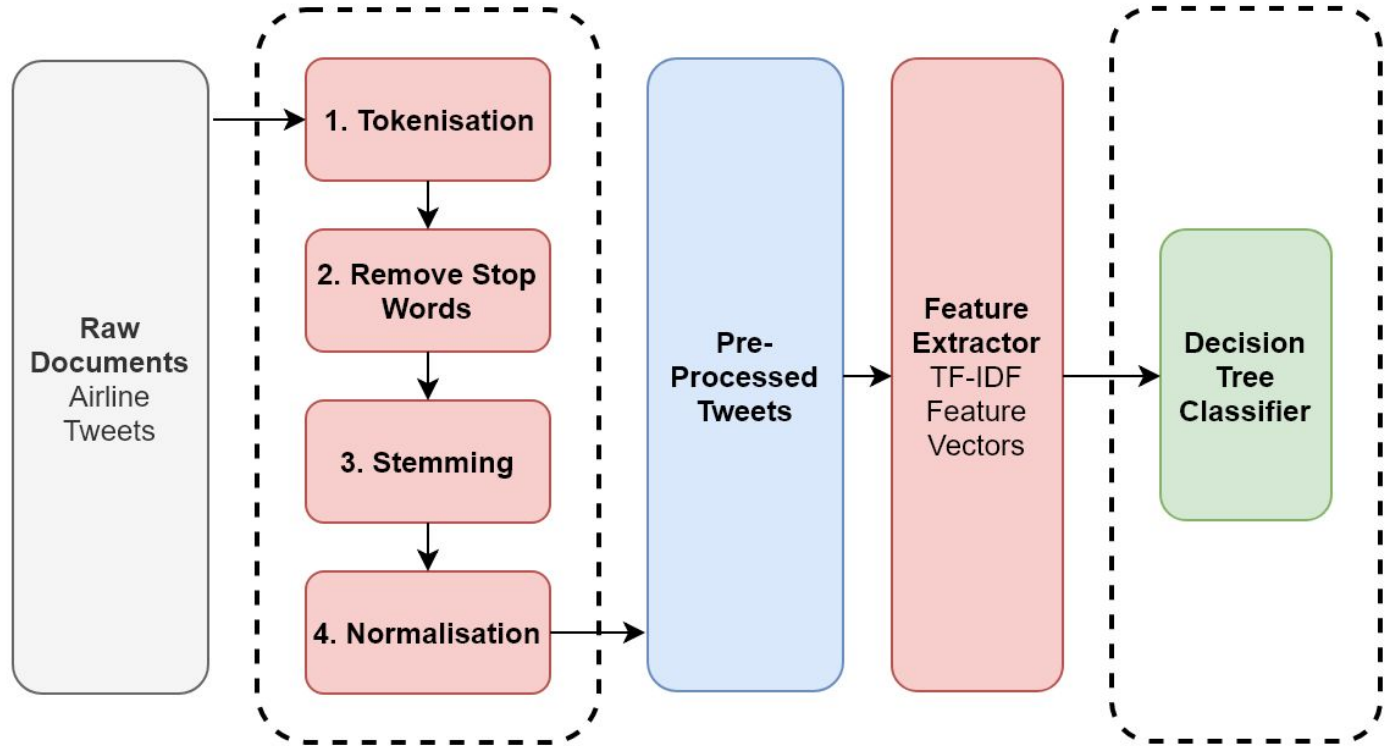 Raw
Documents
Airline
Tweets
1. Tokenisation
2. Remove Stop
Words
3. Stemming
4. Normalisation
Pre-
Processed
Tweets
Feature
Extractor
TF-IDF
Feature
Vectors
Decision
Tree
Classifier